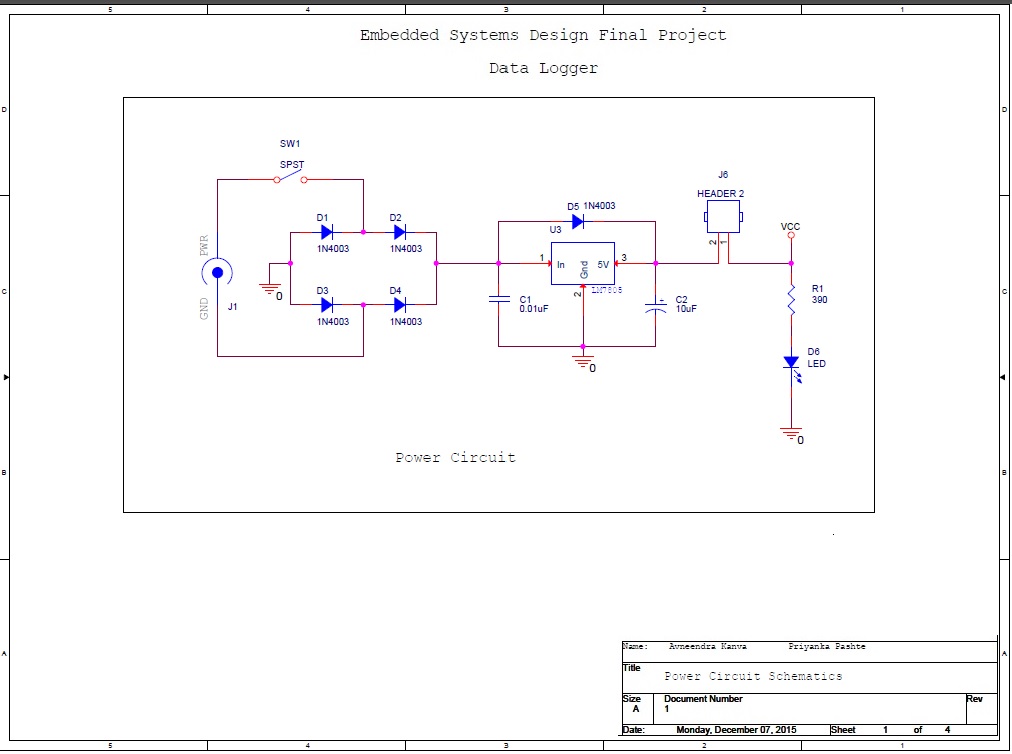 5 4 3 2 1
Embedded Systems Design Final Project
Data Logger
D D
SW1
SPST
J6
HEADER 2
D5 1N4003
D1 D2
U3
VCC
1N4003 1N4003
PWR
2 1
1 In Gnd 5V 3
C C
0
2 LM7805
D3 D4
R1
390
GND J1
C1
0.01uF
C2
10uF
+
1N4003 1N4003
D6
LED
0
0
Power Circuit
B B
A A
Name: Avneendra Kanva Priyanka Pashte
Title
Power Circuit Schematics
Size Document Number Rev
A 1
Date: Monday, December 07, 2015 Sheet 1 of 4
5 4 3 2 1